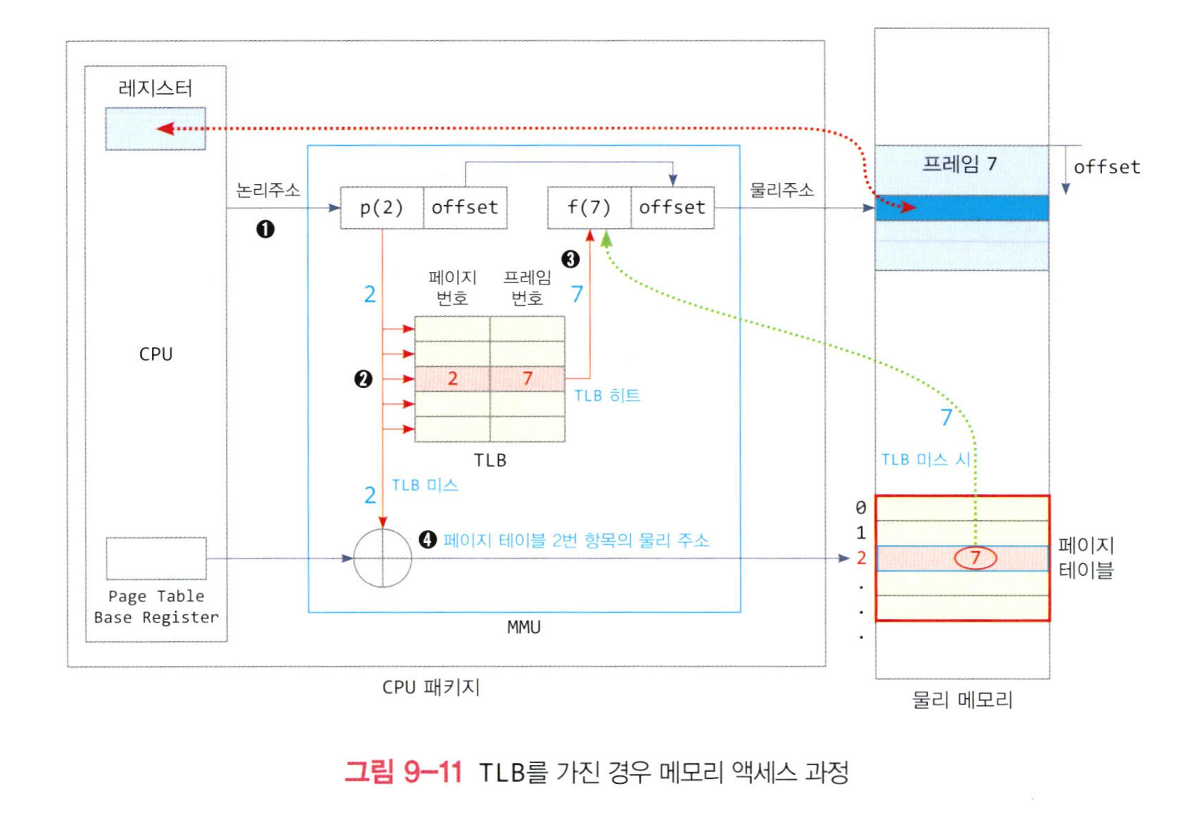 레지스터
프레임 7
offset
논리주소
p(2)
offset
f(7)
offset
물리주소
❶
❸
페이지
번호
프레임
번호
2
7
CPU
❷
2
7
TLB 히트
7
TLB
TLB 미스 시
2
TLB 미스
0
1
❹ 페이지 테이블 2번 항목의 물리 주소
2
7
페이지
테이블
.
.
.
Page Table
Base Register
MMU
CPU 패키지
물리 메모리
그림 9-11 TLB를 가진 경우 메모리 액세스 과정